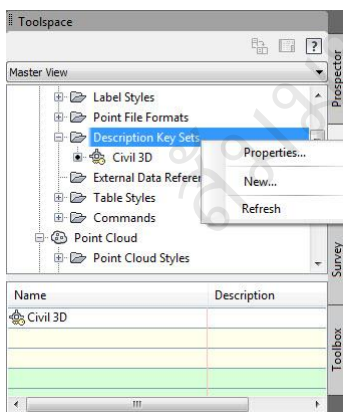 Toolspace
?
Master View
Label Styles
Point File Formats
Description Key Sets
Civil 3D
External Data Refere
Table Styles
Commands
Point Cloud
Point Cloud Styles
Properties...
New...
Refresh
Prospector
Survey
Toolbox
Name Description
Civil 3D